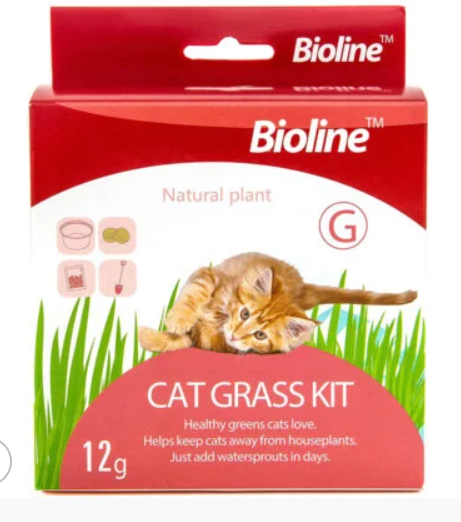 Bioline™
Bioline™
Natural plant
G
CAT GRASS KIT
Healthy greens cats love.
Helps keep cats away from houseplants.
Just add watersprouts in days.
12g